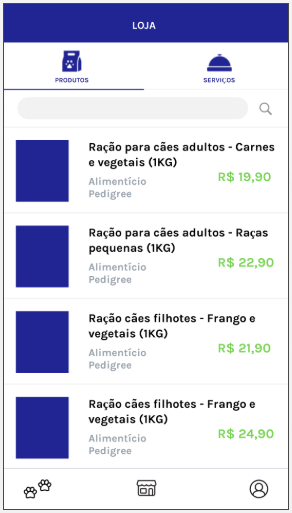 LOJA
PRODUTOS
SERVIÇOS
Ração para cães adultos - Carnes
e vegetais (1KG)
Alimentício
Pedigree
R$ 19,90
Ração para cães adultos - Raças
pequenas (1KG)
Alimentício
Pedigree
R$ 22,90
Ração cães filhotes - Frango e
vegetais (1KG)
Alimentício
Pedigree
R$ 21,90
Ração cães filhotes - Frango e
vegetais (1KG)
Alimentício
Pedigree
R$ 24,90